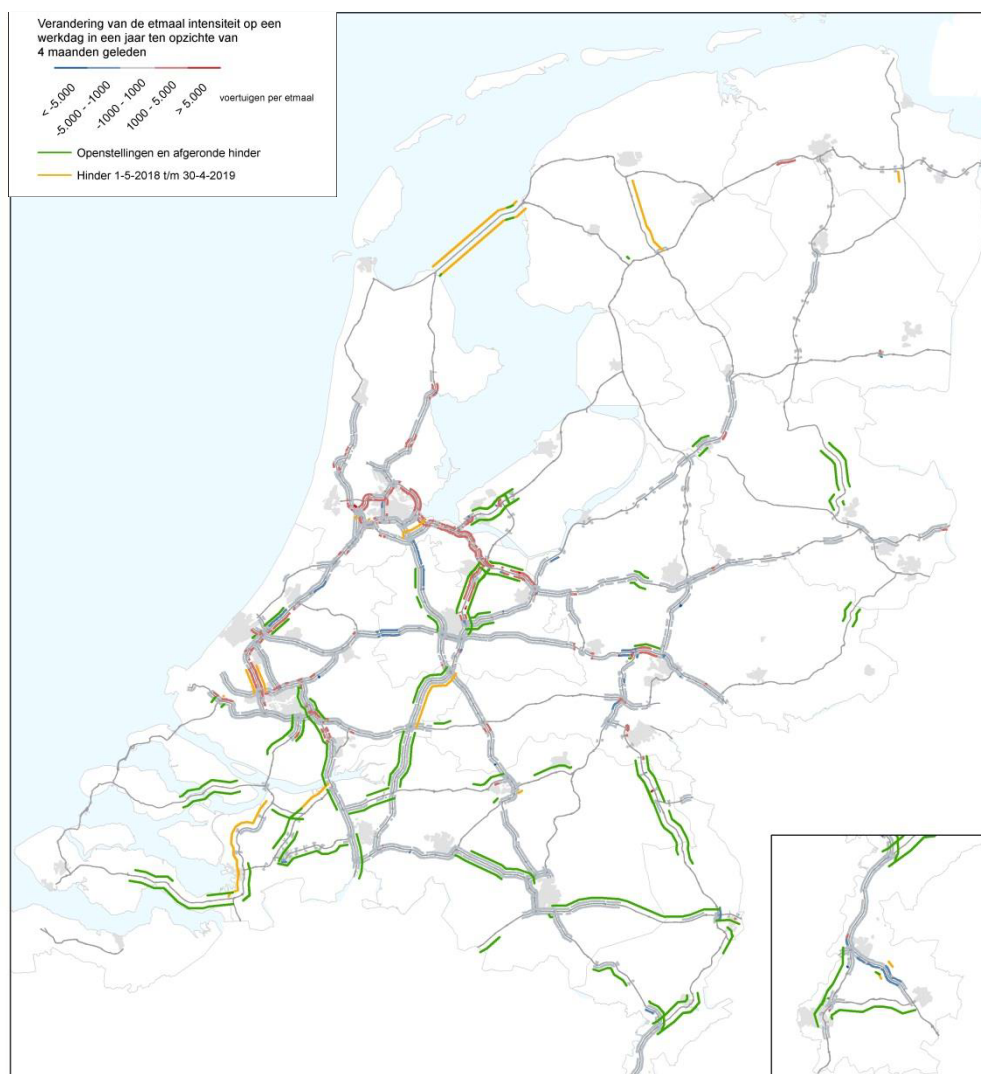 Verandering van de etmaal intensiteit op een
werkdag in een jaar ten opzichte van
4 maanden geleden
< -5.000
-5.000 - -1000
-1000 - 1000
1000 - 5.000
> 5.000
voertuigen per etmaal
Openstellingen en afgeronde hinder
Hinder 1-5-2018 t/m 30-4-2019